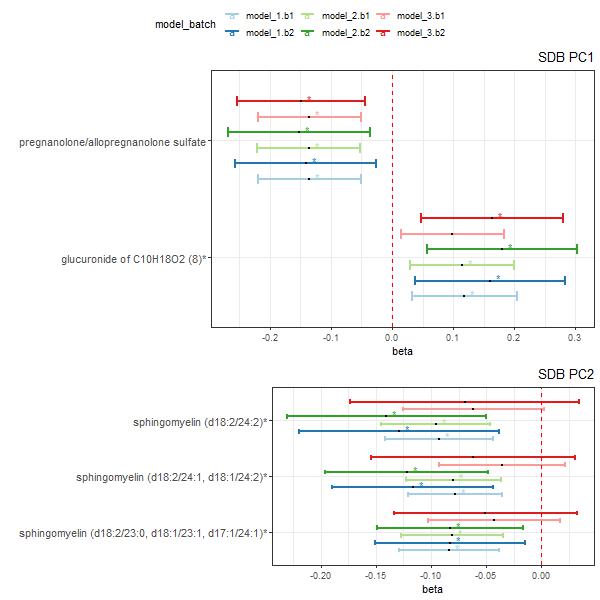 model_batch
a model_1.b1 a model_2.b1 a model_3.b1
a model_1.b2 a model_2.b2 a model_3.b2
SDB PC1
pregnanolone/allopregnanolone sulfate
glucuronide of C10H18O2 (8)*
-0.2 -0.1 0.0 0.1 0.2 0.3
beta
SDB PC2
sphingomyelin (d18:2/24:2)*
sphingomyelin (d18:2/24:1, d18:1/24:2)*
sphingomyelin (d18:2/23:0, d18:1/23:1, d17:1/24:1)*
-0.20 -0.15 -0.10 -0.05 0.00
beta